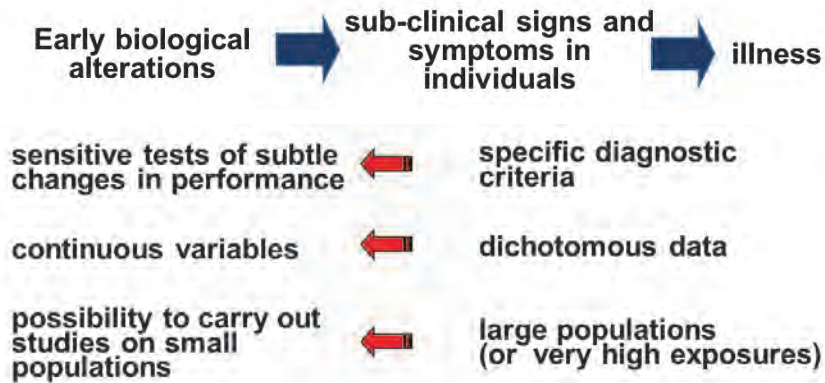 Early biological
alterations
sub-clinical signs and
symptoms in
individuals
illness
sensitive tests of subtle
changes in performance
specific diagnostic
criteria
continuous variables
dichotomous data
possibility to carry out
studies on small
populations
large populations
(or very high exposures)